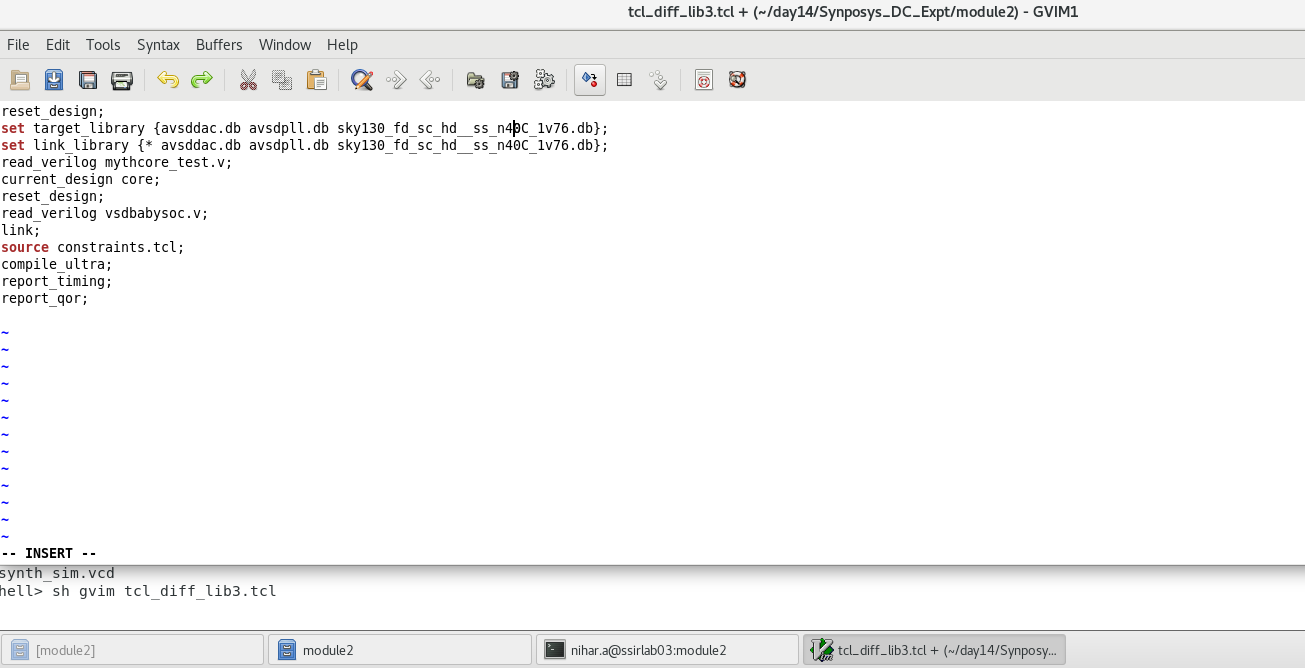 tcl_diff_lib3.tcl + (~/day14/Synposys_DC_Expt/module2) - GVIM1
File Edit Tools Syntax Buffers Window Help
reset_design;
set target_library {avsddac.db avsdpll.db sky130_fd_sc_hd__ss_n40C_1v76.db};
set link_library {* avsddac.db avsdpll.db sky130_fd_sc_hd__ss_n40C_1v76.db};
read_verilog mythcore_test.v;
current_design core;
reset_design;
read_verilog vsdbabysoc.v;
link;
source constraints.tcl;
compile_ultra;
report_timing;
report_qor;
~
~
~
~
~
~
~
~
~
~
~
~
~
-- INSERT --
synth_sim.vcd
hell> sh gvim tcl_diff_lib3.tcl
[module2] module2 nihar.a@ssirlab03:module2 tcl_diff_lib3.tcl + (~/day14/Synposy...